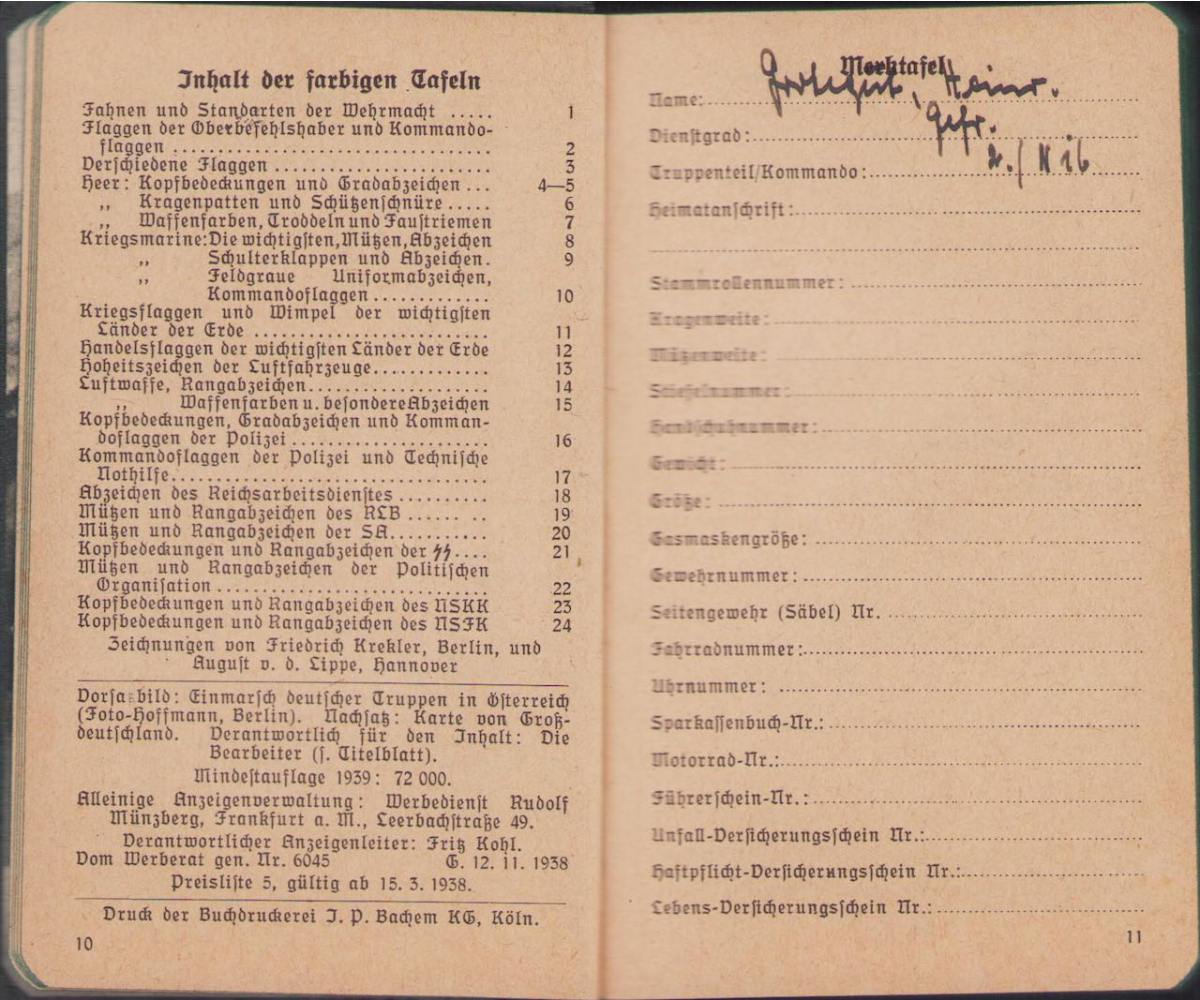 Inhalt der farbigen Tafeln
Fahnen und Standarten der Wehrmacht ..... 1
Flaggen der Oberbefehlshaber und Kommando-
flaggen ................................ 2
Verschiedene Flaggen ...................... 3
Heer: Kopfbedeckungen und Gradabzeichen ... 4—5
„ Kragenpatten und Schützenschnüre ..... 6
„ Waffenfarben, Troddeln und Faustriemen 7
Kriegsmarine: Die wichtigsten, Mützen, Abzeichen 8
„ Schulterklappen und Abzeichen. 9
„ Feldgraue Uniformabzeichen,
Kommandoflaggen ............. 10
Kriegsflaggen und Wimpel der wichtigsten
Länder der Erde ........................ 11
Handelsflaggen der wichtigsten Länder der Erde 12
Hoheitszeichen der Luftfahrzeuge............ 13
Luftwaffe, Rangabzeichen................... 14
„ Waffenfarben u. besondere Abzeichen 15
Kopfbedeckungen, Gradabzeichen und Komman-
doflaggen der Polizei .................... 16
Kommandoflaggen der Polizei und Technische
Nothilfe................................ 17
Abzeichen des Reichsarbeitsdienstes ......... 18
Mützen und Rangabzeichen des RLB ...... .. 19
Mützen und Rangabzeichen der SA.......... 20
Kopfbedeckungen und Rangabzeichen der ᛋᛋ .... 21
Mützen und Rangabzeichen der Politischen
Organisation ........................... 22
Kopfbedeckungen und Rangabzeichen des NSKK 23
Kopfbedeckungen und Rangabzeichen des NSFK 24
Zeichnungen von Friedrich Krekler, Berlin, und
August v. d. Lippe, Hannover
Vorsatzbild: Einmarsch deutscher Truppen in Österreich
(Foto-Hoffmann, Berlin). Nachsatz: Karte von Groß-
deutschland. Verantwortlich für den Inhalt: Die
Bearbeiter (s. Titelblatt).
Mindestauflage 1939: 72 000.
Alleinige Anzeigenverwaltung: Werbedienst Rudolf
Münzberg, Frankfurt a. M., Leerbachstraße 49.
Verantwortlicher Anzeigenleiter: Fritz Kohl.
Vom Werberat gen. Nr. 6045 G. 12. 11. 1938
Preisliste 5, gültig ab 15. 3. 1938.
Druck der Buchdruckerei J. P. Bachem KG, Köln.
10
Merktafel
Name: Grotegut, Heinr.
Dienstgrad: Gefr.
Truppenteil/Kommando: 2./N 26
Heimatanschrift:
Stammrollennummer:
Kragenweite:
Mützenweite:
Stiefelnummer:
Handschuhnummer:
Gewicht:
Größe:
Gasmaskengröße:
Gewehrnummer:
Seitengewehr (Säbel) Nr.
Fahrradnummer:
Uhrnummer:
Sparkassenbuch-Nr.:
Motorrad-Nr.:
Führerschein-Nr.:
Unfall-Versicherungsschein Nr.:
Haftpflicht-Versicherungsschein Nr.:
Lebens-Versicherungsschein Nr.:
11